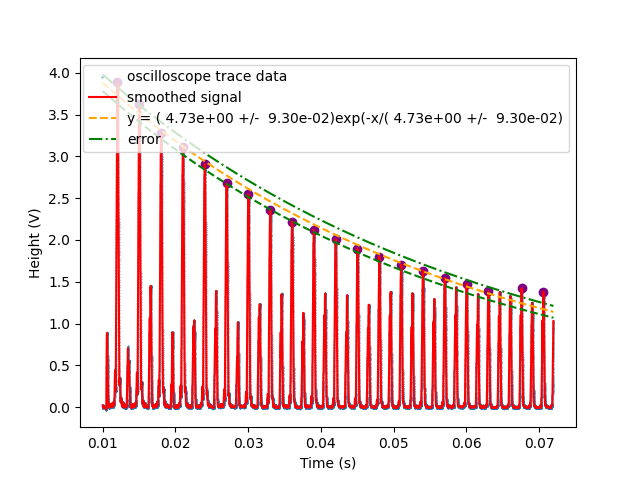 oscilloscope trace data
smoothed signal
y = ( 4.73e+00 +/-  9.30e-02)exp(-x/( 4.73e+00 +/-  9.30e-02)
error
4.0
3.5
3.0
2.5
2.0
1.5
1.0
0.5
0.0
Height (V)
0.01 0.02 0.03 0.04 0.05 0.06 0.07
Time (s)